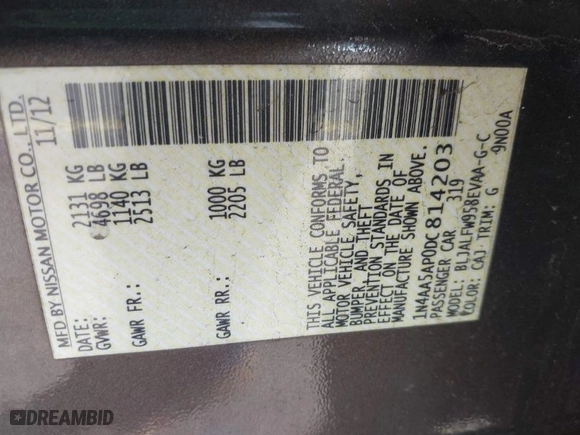 MFD BY NISSAN MOTOR CO., LTD.
DATE: 11/12
GVWR: 2131 KG
4698 LB
GAWR FR.: 1140 KG
2513 LB
GAWR RR.: 1000 KG
2205 LB
THIS VEHICLE CONFORMS TO
ALL APPLICABLE FEDERAL.
MOTOR VEHICLE SAFETY,
BUMPER, AND THEFT
PREVENTION STANDARDS IN
EFFECT ON THE DATE OF
MANUFACTURE SHOWN ABOVE.
1N4AA5AP0DC814203
PASSENGER CAR 319
MODEL: BLJALFW958EVAA-G-C
COLOR: CAJ TRIM: G 9N00A
DREAMBID